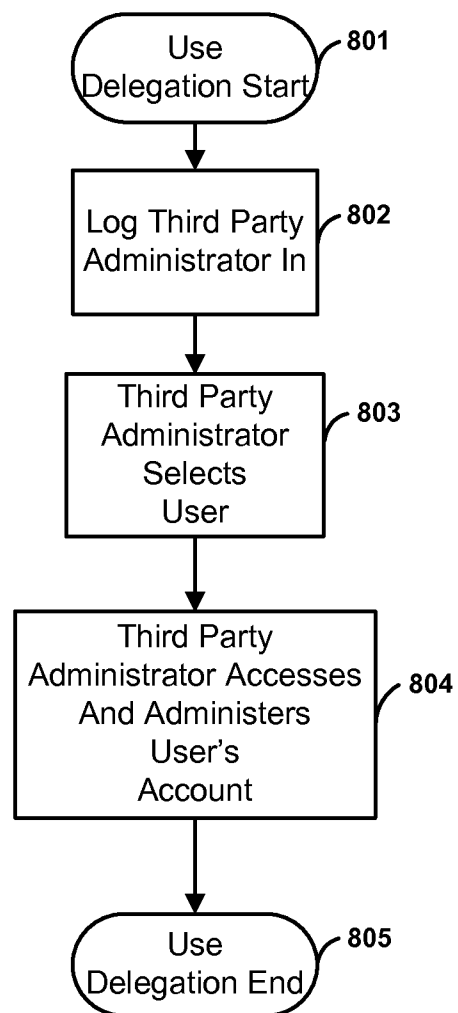 Use
Delegation Start
801
Log Third Party
Administrator In
802
Third Party
Administrator
Selects
User
803
Third Party
Administrator Accesses
And Administers
User's
Account
804
Use
Delegation End
805